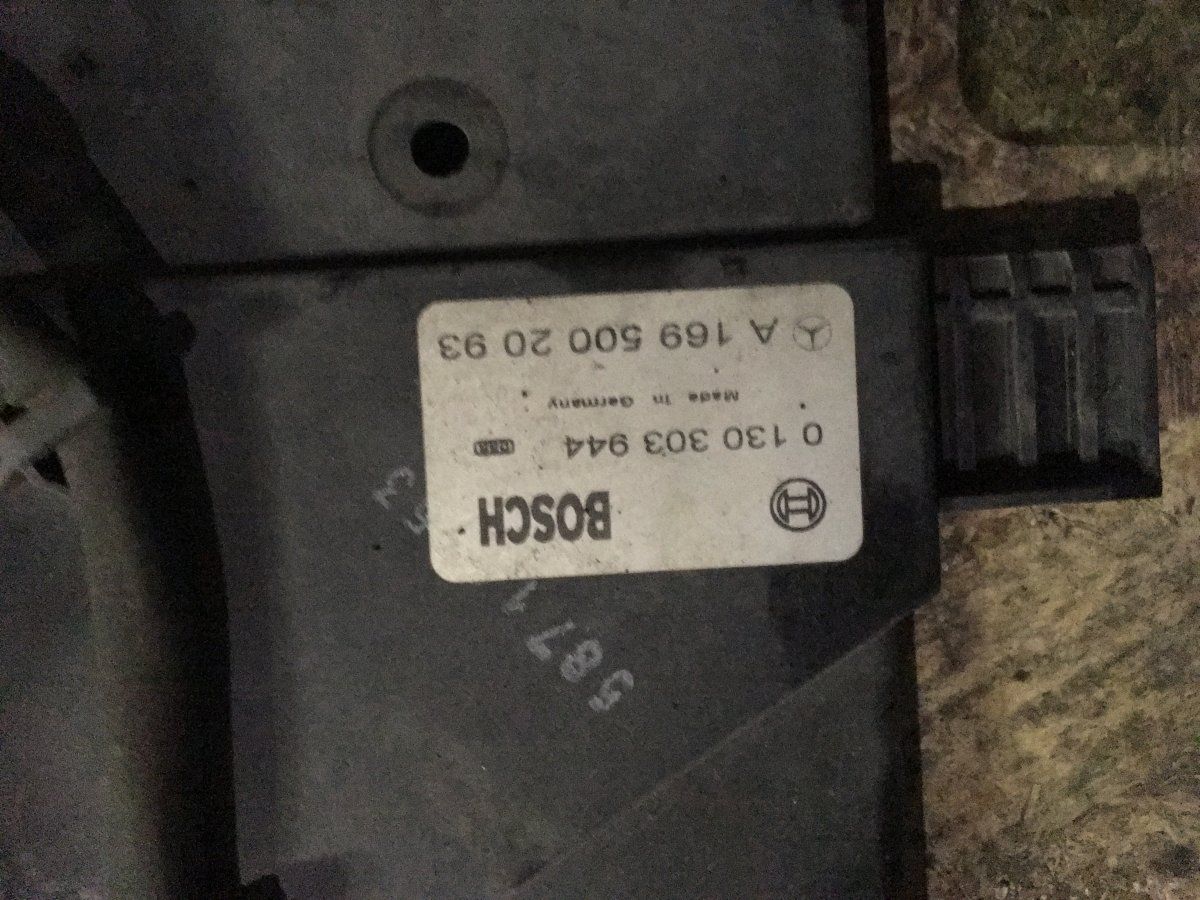 BOSCH
0 130 303 944
Made in Germany
A 169 500 20 93